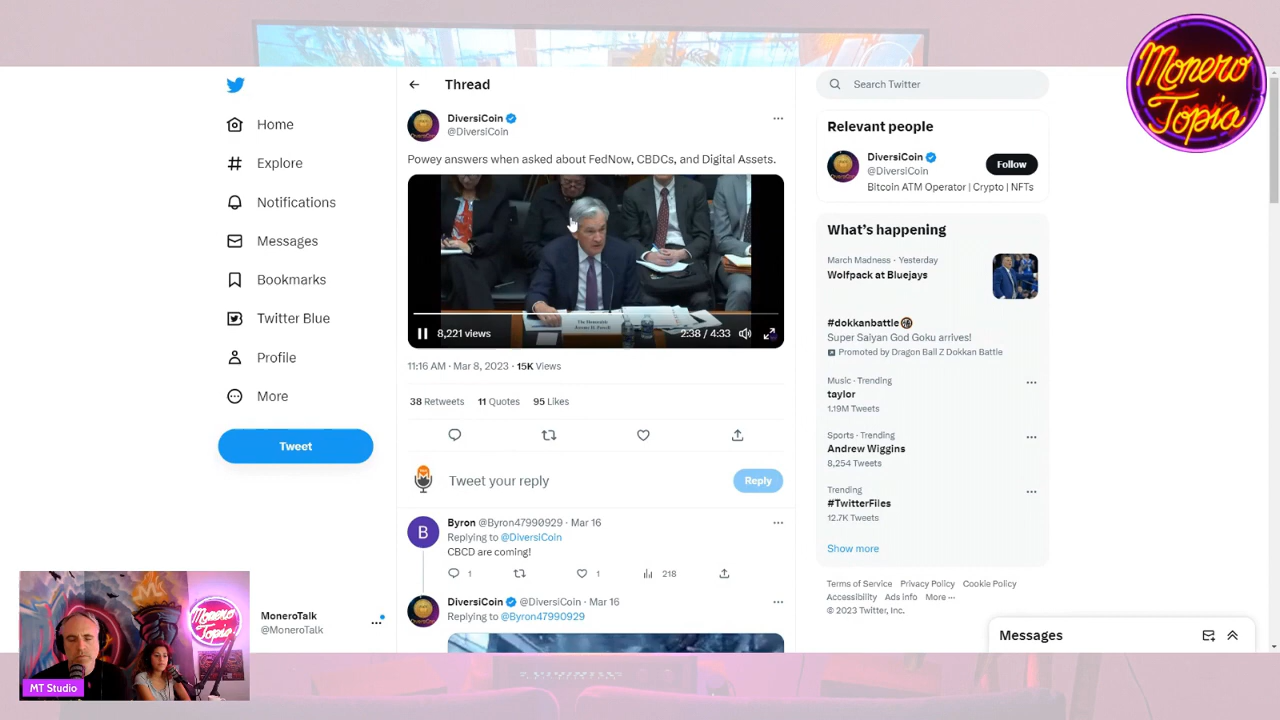 Monero
Topia
Thread
Search Twitter
DiversiCoin
@DIversiCoin
Powey answers when asked about FedNow, CBDCs, and Digital Assets.
The Honorable
8,221 views
2:38 / 4:33
11:16 AM · Mar 8, 2023 · 15K Views
38 Retweets 11 Quotes 95 Likes
Tweet your reply
Reply
Byron @Byron47990929 · Mar 16
Replying to @DIversiCoin
CBCD are coming!
1
1
218
DiversiCoin @DIversiCoin · Mar 16
Replying to @Byron47990929
Home
Explore
Notifications
Messages
Bookmarks
Twitter Blue
Profile
More
Tweet
MoneroTalk
@MoneroTalk
Relevant people
DiversiCoin
@DIversiCoin
Follow
Bitcoin ATM Operator | Crypto | NFTs
What's happening
March Madness · Yesterday
Wolfpack at Bluejays
#dokkanbattle
Super Saiyan God Goku arrives!
Promoted by Dragon Ball Z Dokkan Battle
Music · Trending
taylor
1.19M Tweets
Sports · Trending
Andrew Wiggins
8,254 Tweets
Trending
#TwitterFiles
12.7K Tweets
Show more
Terms of Service Privacy Policy Cookie Policy
Accessibility Ads info More
© 2023 Twitter, Inc.
Messages
Monero
Topia
MT Studio
B